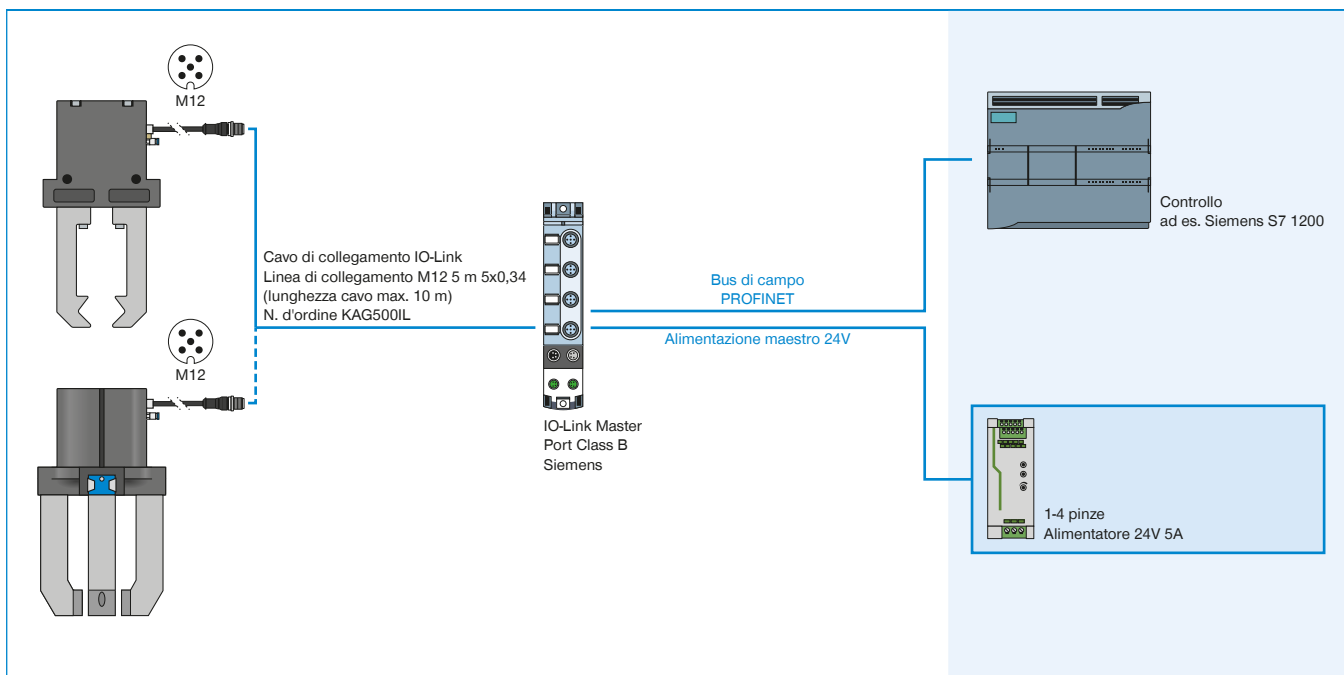 M12
Cavo di collegamento IO-Link
Linea di collegamento M12 5 m 5x0,34
(lunghezza cavo max. 10 m)
N. d'ordine KAG500IL
M12
IO-Link Master
Port Class B
Siemens
Bus di campo
PROFINET
Alimentazione maestro 24V
Controllo
ad es. Siemens S7 1200
1-4 pinze
Alimentatore 24V 5A